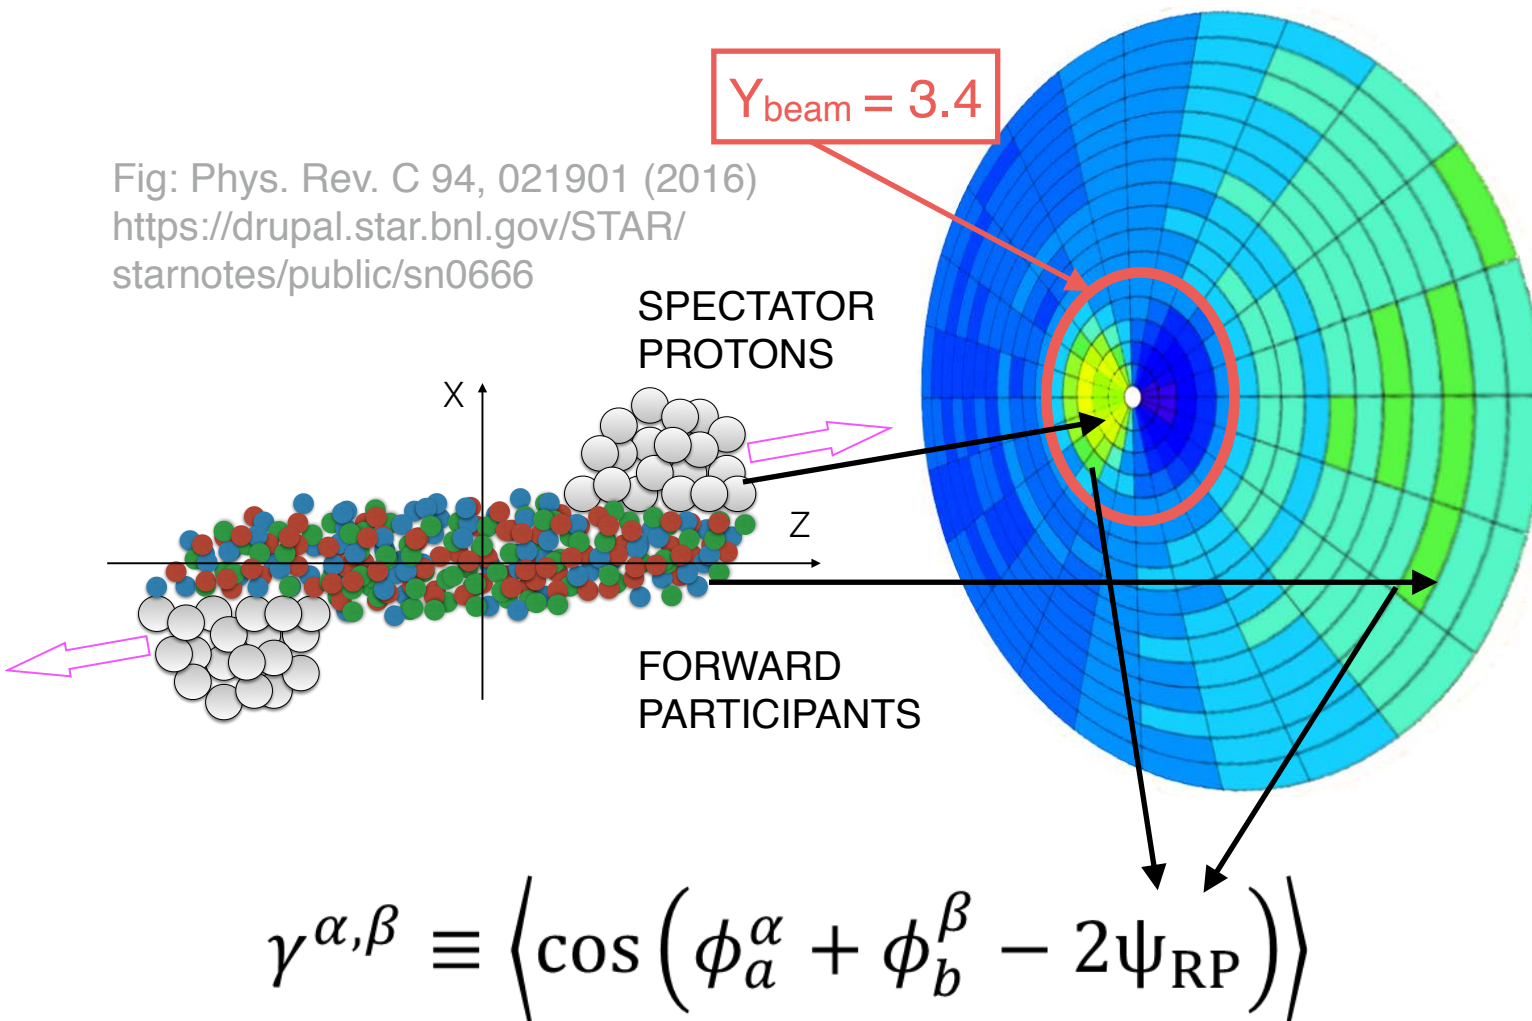 Y_beam = 3.4
Fig: Phys. Rev. C 94, 021901 (2016)
https://drupal.star.bnl.gov/STAR/
starnotes/public/sn0666
SPECTATOR
PROTONS
X
Z
FORWARD
PARTICIPANTS
γ^{α,β} ≡ ⟨cos(ϕ_a^α + ϕ_b^β − 2ψ_RP)⟩